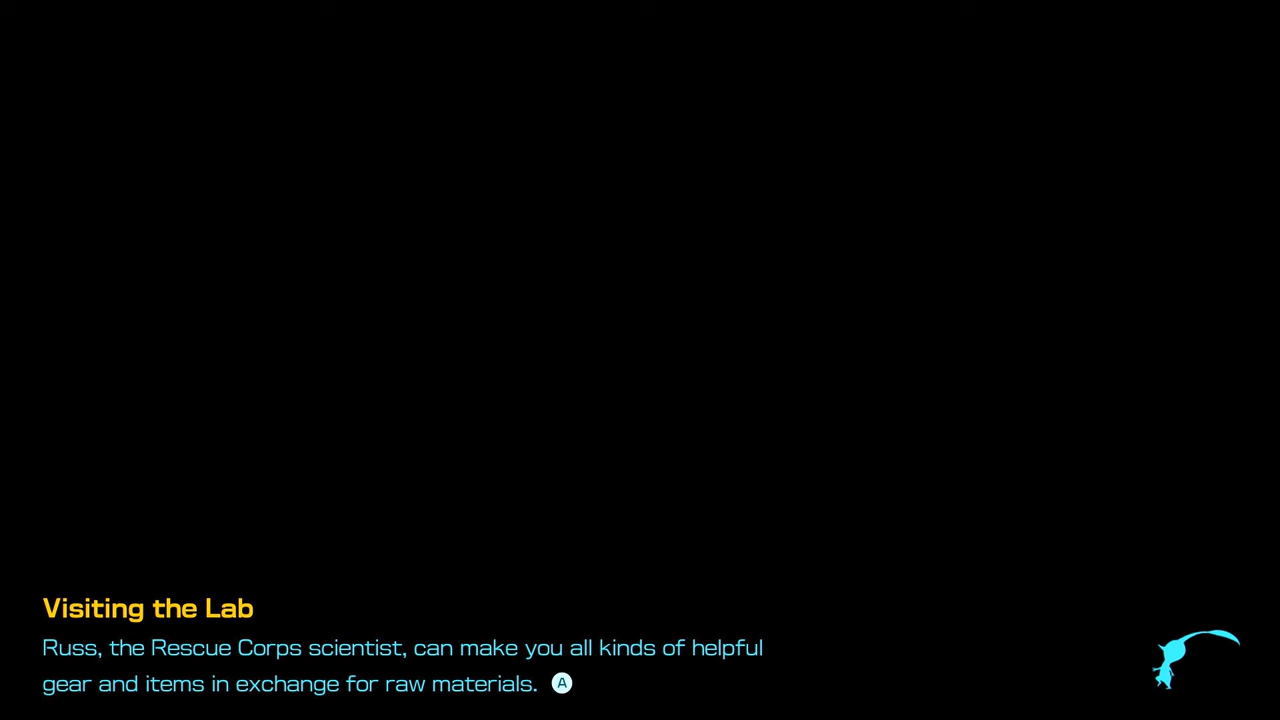 Visiting the Lab
Russ, the Rescue Corps scientist, can make you all kinds of helpful
gear and items in exchange for raw materials. A